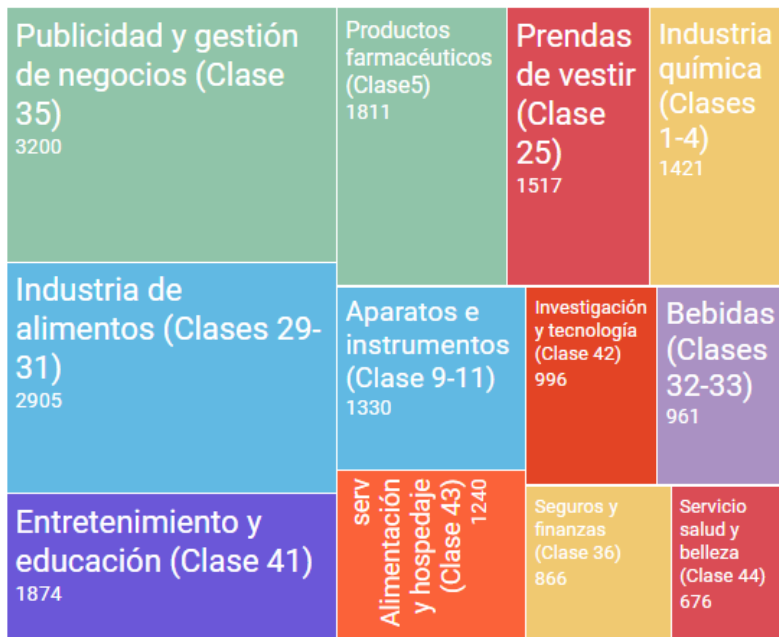 Publicidad y gestión
de negocios (Clase
35)
3200
Productos
farmacéuticos
(Clase5)
1811
Prendas
de vestir
(Clase
25)
1517
Industria
química
(Clases
1-4)
1421
Industria de
alimentos (Clases 29-
31)
2905
Aparatos e
instrumentos
(Clase 9-11)
1330
Investigación
y tecnología
(Clase 42)
996
Bebidas
(Clases
32-33)
961
Entretenimiento y
educación (Clase 41)
1874
serv
Alimentación
y hospedaje
(Clase 43)
1240
Seguros y
finanzas
(Clase 36)
866
Servicio
salud y
belleza
(Clase 44)
676